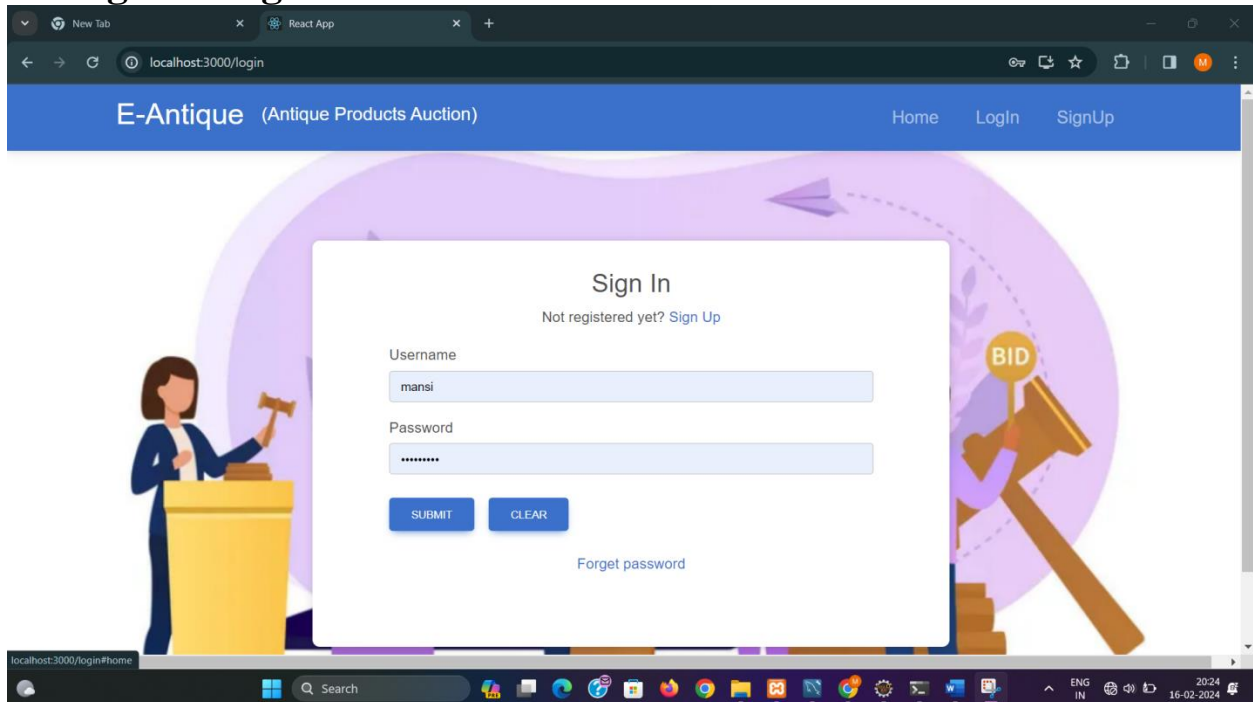 New Tab
React App
localhost:3000/login
M
E-Antique (Antique Products Auction)
Home LogIn SignUp
Sign In
Not registered yet? Sign Up
Username
mansi
Password
•••••••••
SUBMIT CLEAR
Forget password
BID
localhost:3000/login#home
Search
ENG
IN
20:24
16-02-2024